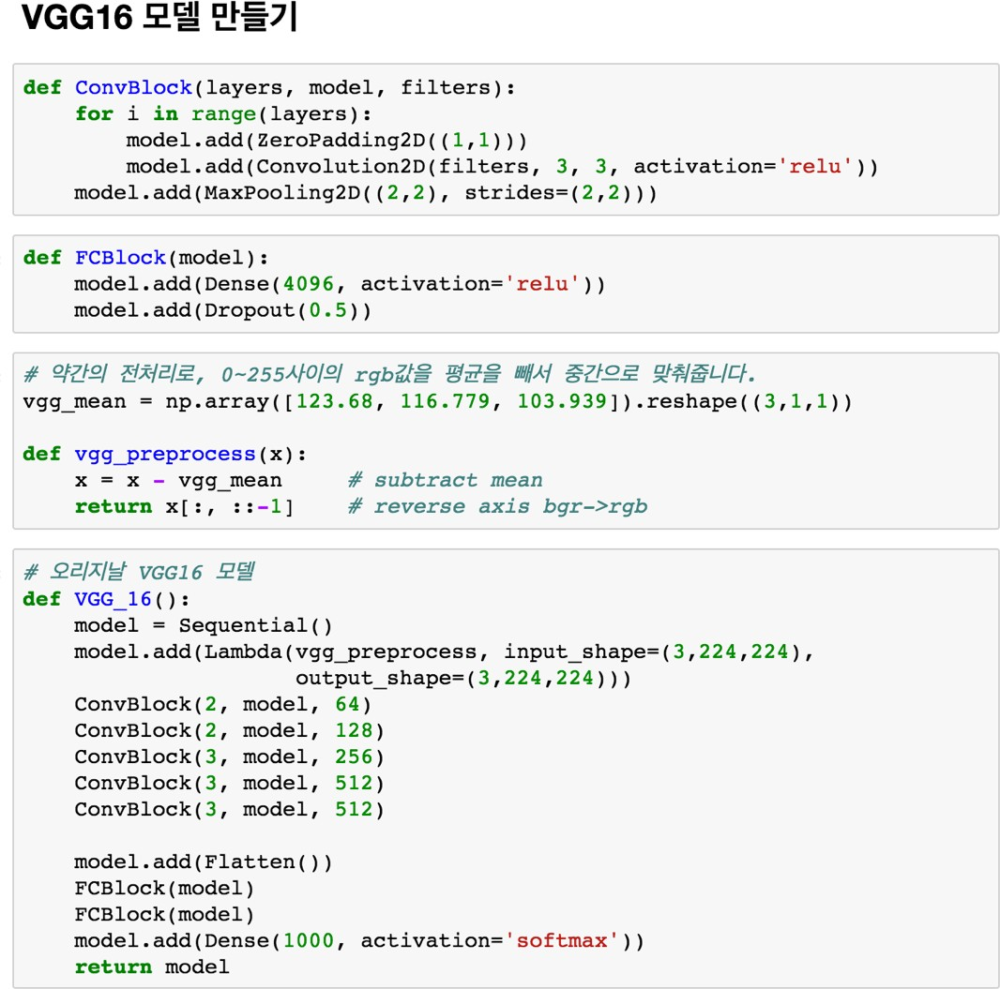 VGG16 모델 만들기
def ConvBlock(layers, model, filters):
    for i in range(layers):
        model.add(ZeroPadding2D((1,1)))
        model.add(Convolution2D(filters, 3, 3, activation='relu'))
    model.add(MaxPooling2D((2,2), strides=(2,2)))
def FCBlock(model):
    model.add(Dense(4096, activation='relu'))
    model.add(Dropout(0.5))
# 약간의 전처리로, 0~255사이의 rgb값을 평균을 빼서 중간으로 맞춰줍니다.
vgg_mean = np.array([123.68, 116.779, 103.939]).reshape((3,1,1))
def vgg_preprocess(x):
    x = x - vgg_mean     # subtract mean
    return x[:, ::-1]    # reverse axis bgr->rgb
# 오리지날 VGG16 모델
def VGG_16():
    model = Sequential()
    model.add(Lambda(vgg_preprocess, input_shape=(3,224,224),
                     output_shape=(3,224,224)))
    ConvBlock(2, model, 64)
    ConvBlock(2, model, 128)
    ConvBlock(3, model, 256)
    ConvBlock(3, model, 512)
    ConvBlock(3, model, 512)
    model.add(Flatten())
    FCBlock(model)
    FCBlock(model)
    model.add(Dense(1000, activation='softmax'))
    return model